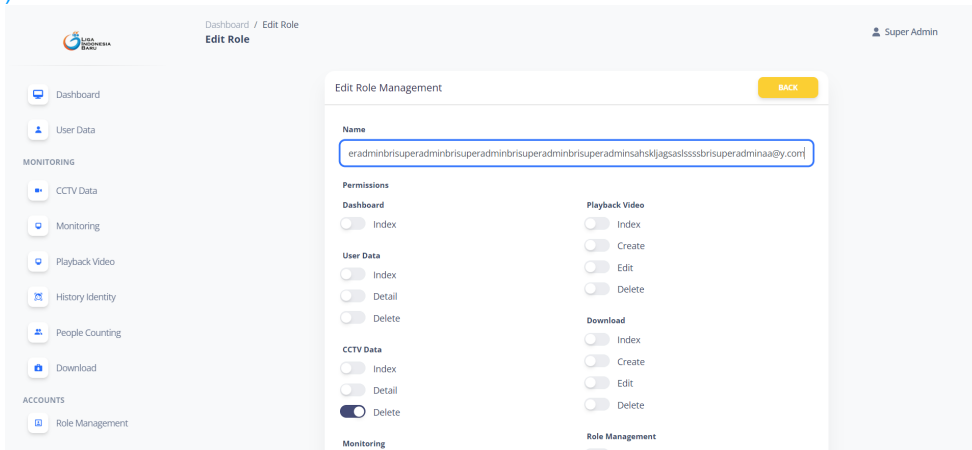 LIGA
INDONESIA
BARU
Dashboard / Edit Role
Edit Role
Super Admin
Dashboard
User Data
MONITORING
CCTV Data
Monitoring
Playback Video
History Identity
People Counting
Download
ACCOUNTS
Role Management
Edit Role Management
BACK
Name
eradminbrisuperadminbrisuperadminbrisuperadminbrisuperadminsahskljagsaslssssbrisuperadminaa@y.com
Permissions
Dashboard
Index
User Data
Index
Detail
Delete
CCTV Data
Index
Detail
Delete
Monitoring
Playback Video
Index
Create
Edit
Delete
Download
Index
Create
Edit
Delete
Role Management